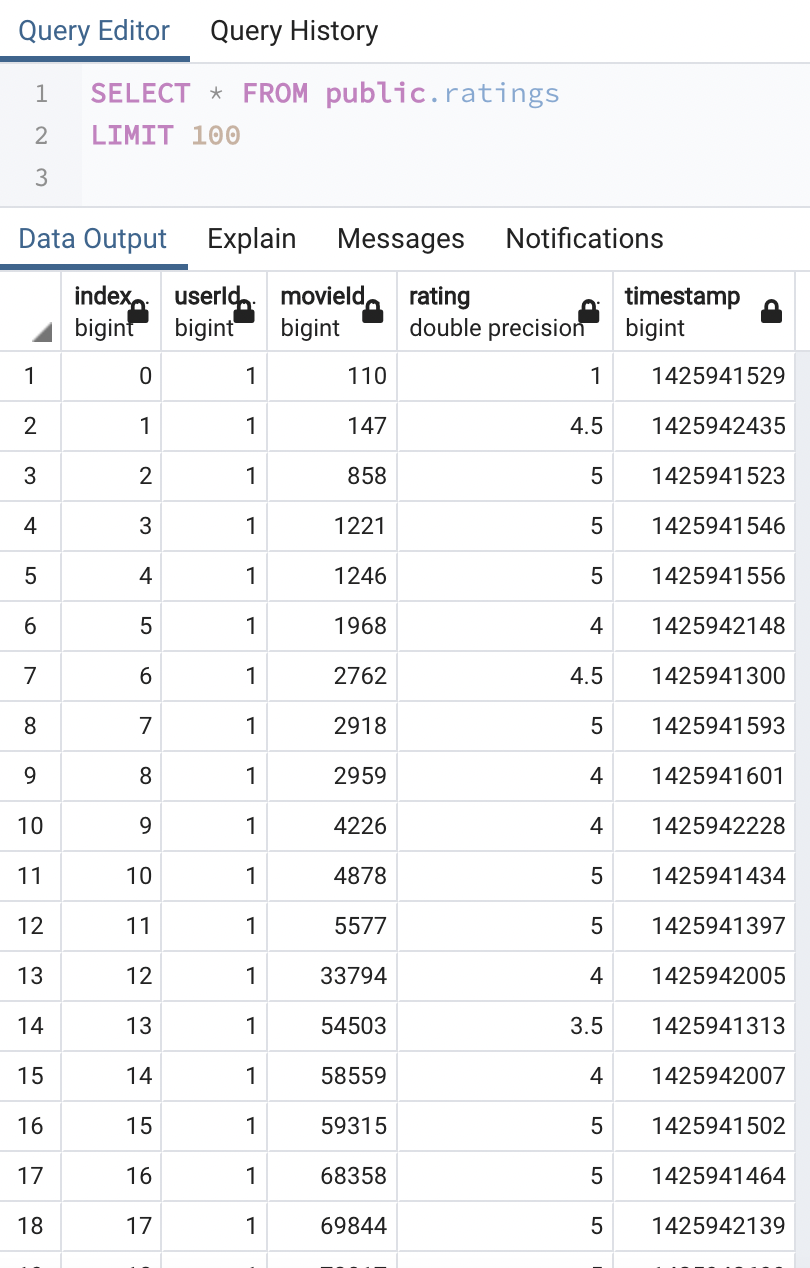 Query Editor Query History
1 SELECT * FROM public.ratings
2 LIMIT 100
3
Data Output Explain Messages Notifications
index userId movieId rating timestamp
bigint bigint bigint double precision bigint
1 0 1 110 1 1425941529
2 1 1 147 4.5 1425942435
3 2 1 858 5 1425941523
4 3 1 1221 5 1425941546
5 4 1 1246 5 1425941556
6 5 1 1968 4 1425942148
7 6 1 2762 4.5 1425941300
8 7 1 2918 5 1425941593
9 8 1 2959 4 1425941601
10 9 1 4226 4 1425942228
11 10 1 4878 5 1425941434
12 11 1 5577 5 1425941397
13 12 1 33794 4 1425942005
14 13 1 54503 3.5 1425941313
15 14 1 58559 4 1425942007
16 15 1 59315 5 1425941502
17 16 1 68358 5 1425941464
18 17 1 69844 5 1425942139